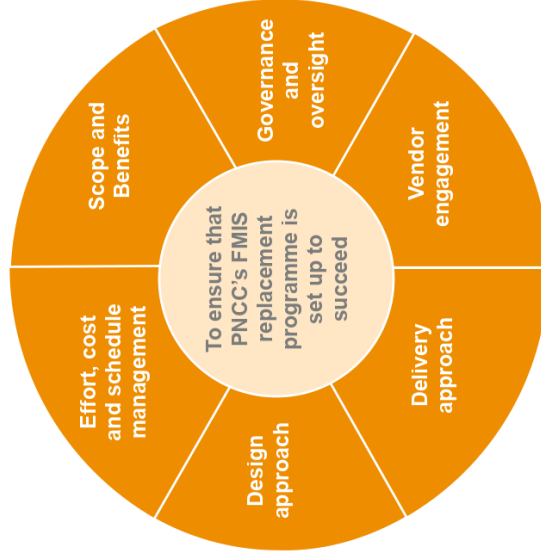 To ensure that
PNCC's FMIS
replacement
programme is
set up to
succeed
Scope and
Benefits
Governance
and
oversight
Vendor
engagement
Delivery
approach
Design
approach
Effort, cost
and schedule
management